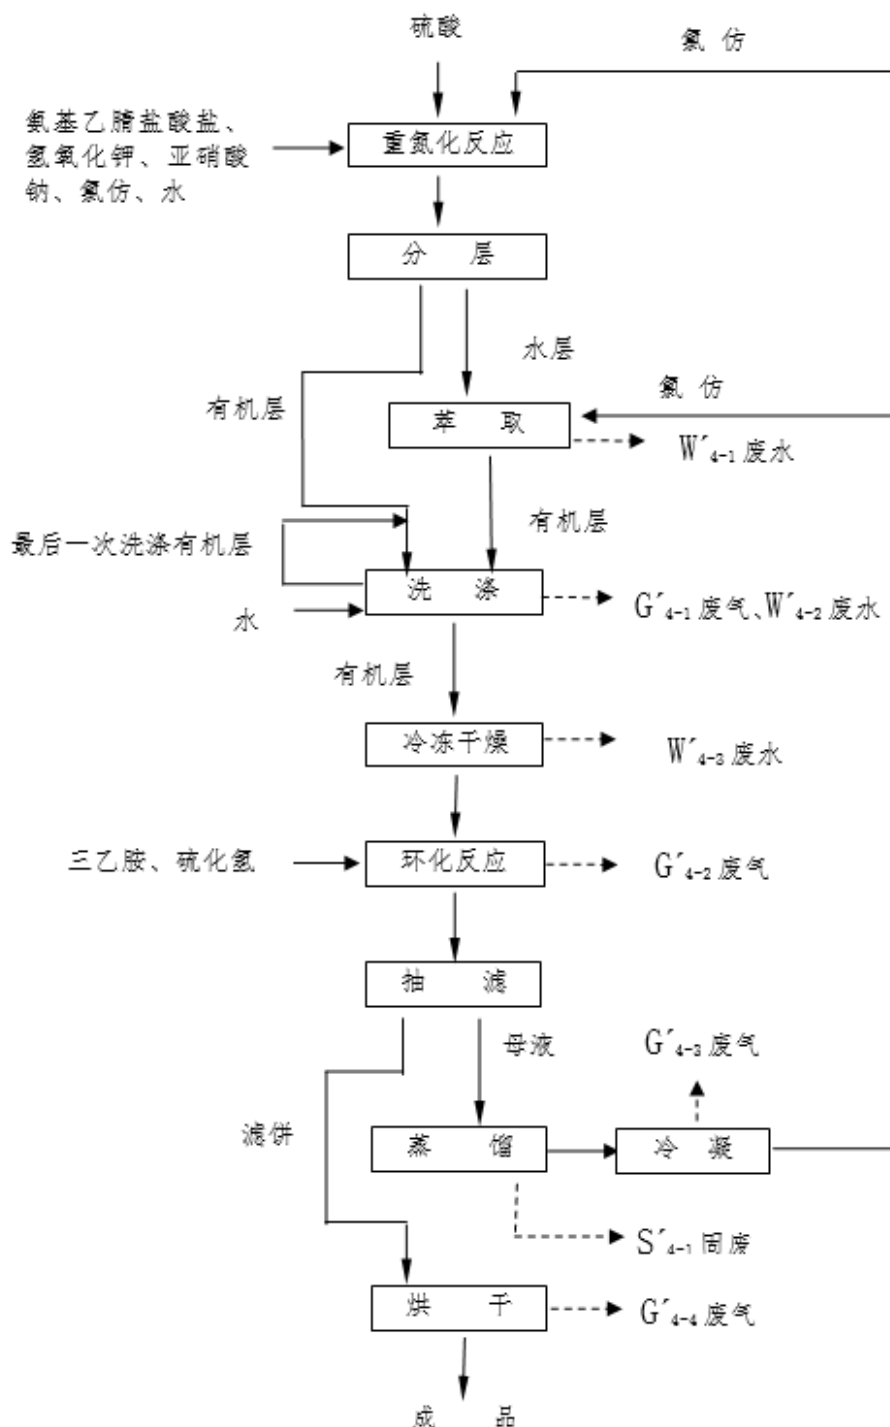 硫酸
氯 仿
氨基乙腈盐酸盐、
氢氧化钾、亚硝酸
钠、氯仿、水
重氮化反应
分 层
水层
有机层
氯 仿
萃 取
W´4-1 废水
有机层
最后一次洗涤有机层
洗 涤
G´4-1 废气、W´4-2 废水
水
有机层
冷冻干燥
W´4-3 废水
三乙胺、硫化氢
环化反应
G´4-2 废气
抽 滤
母液
G´4-3 废气
滤饼
蒸 馏
冷 凝
S´4-1 固废
烘 干
G´4-4 废气
成 品